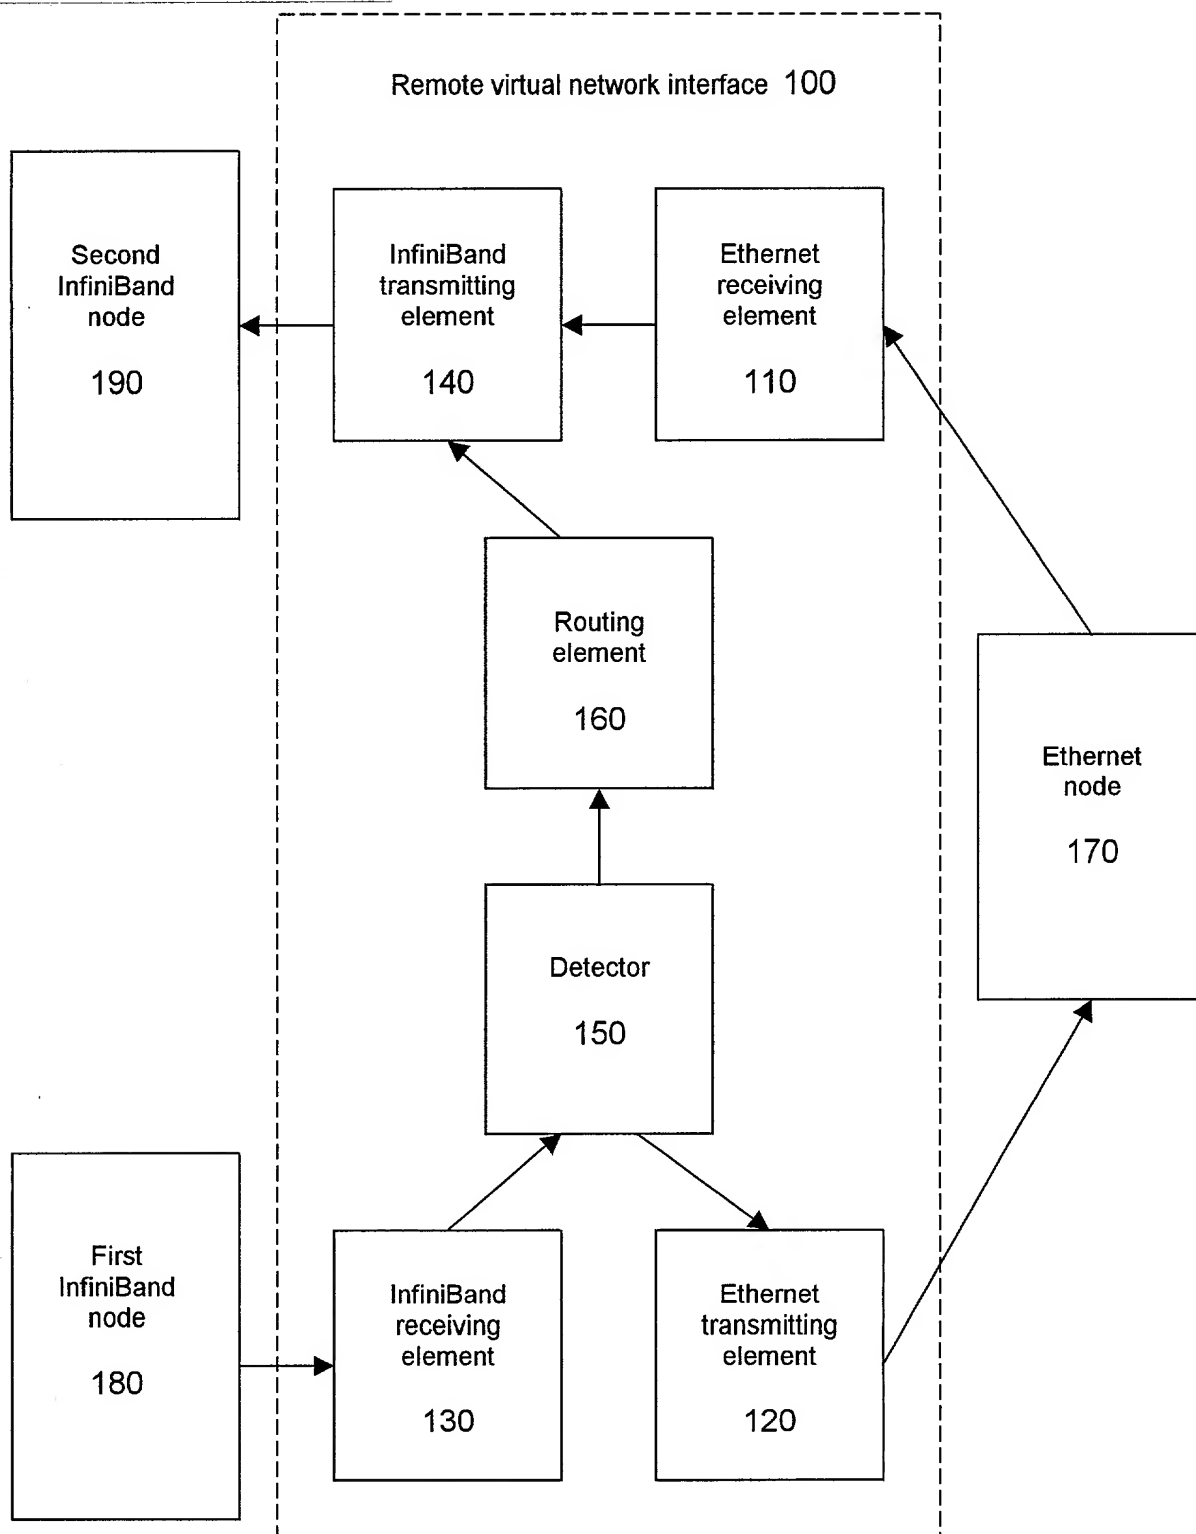 Remote virtual network interface 100
Second
InfiniBand
node
190
InfiniBand
transmitting
element
140
Ethernet
receiving
element
110
Routing
element
160
Ethernet
node
170
Detector
150
First
InfiniBand
node
180
InfiniBand
receiving
element
130
Ethernet
transmitting
element
120